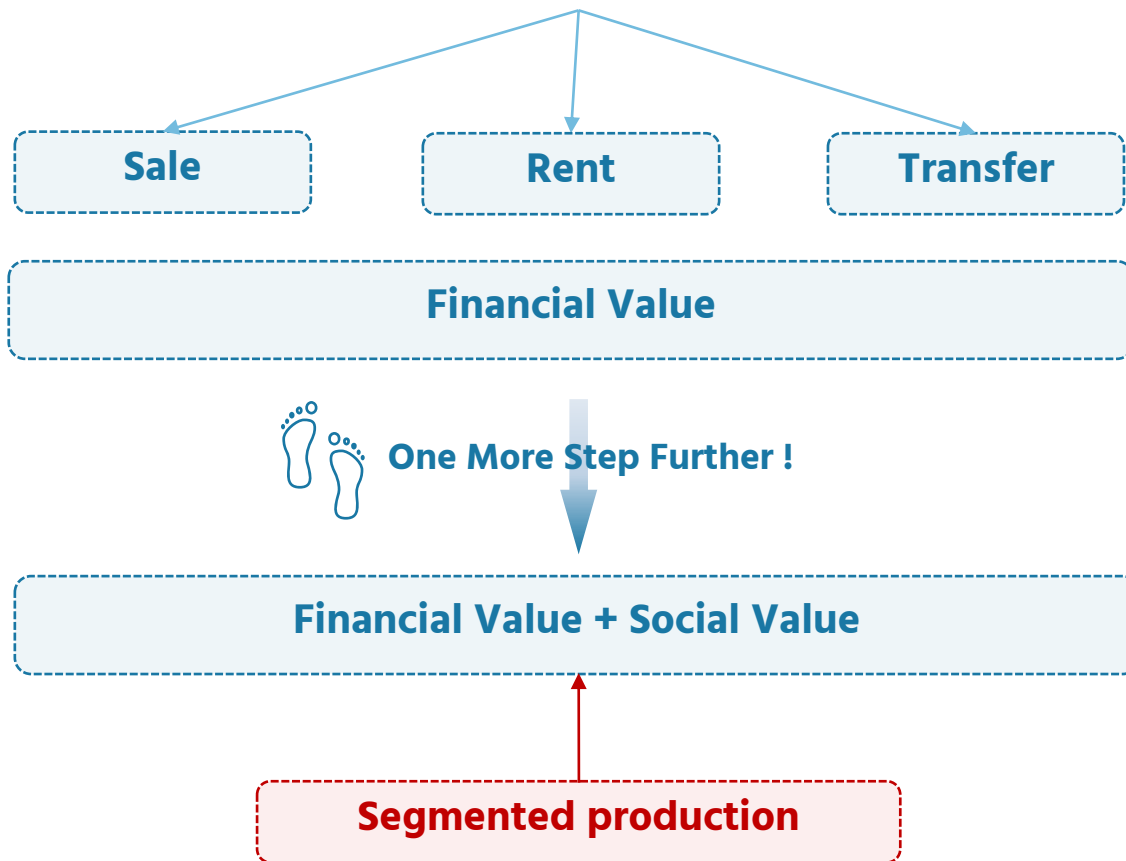 Sale
Rent
Transfer
Financial Value
One More Step Further !
Financial Value + Social Value
Segmented production